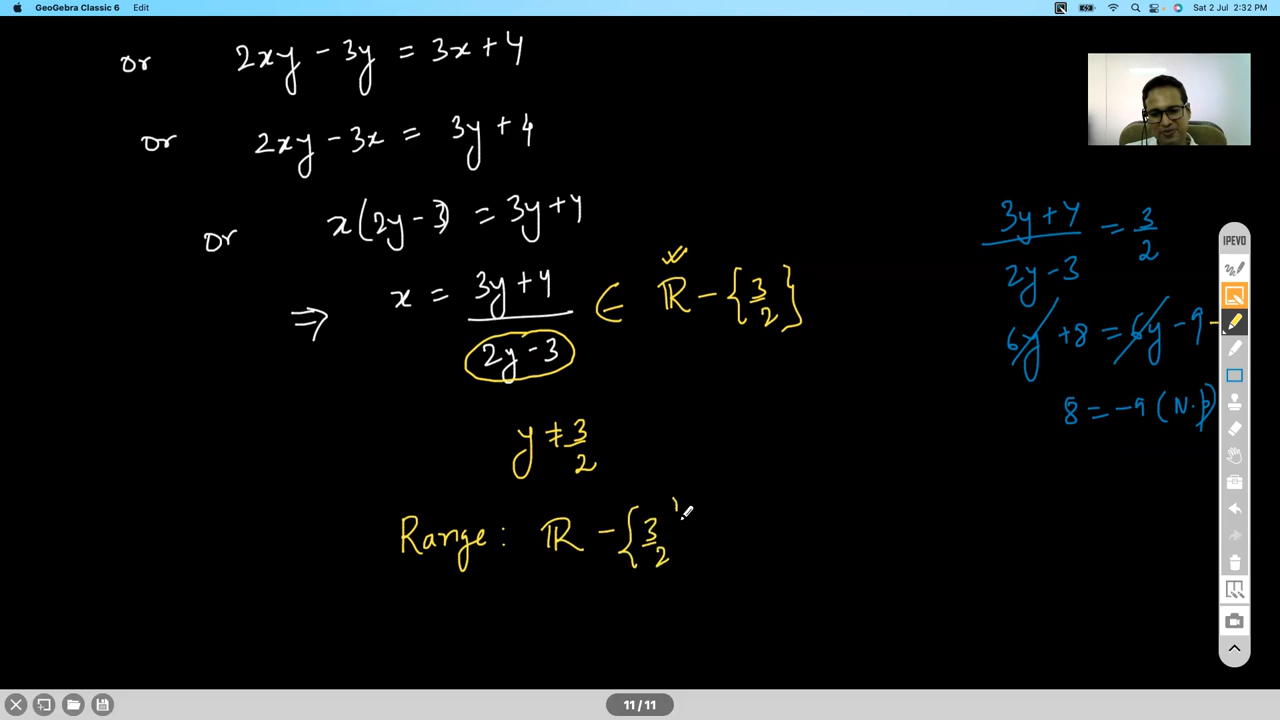 GeoGebra Classic 6 Edit Sat 2 Jul 2:32 PM
or 2xy - 3y = 3x + 4
or 2xy - 3x = 3y + 4
or x(2y - 3) = 3y + 4
⇒ x = (3y + 4)/(2y - 3) ∈ ℝ - {3/2}
y ≠ 3/2
Range: ℝ - {3/2
(3y + 4)/(2y - 3) = 3/2
6y + 8 = 6y - 9
8 = -9 (N.P)
IPEVO
11 / 11